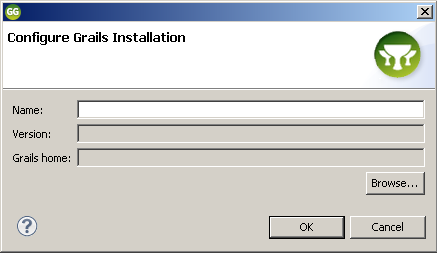 GG
Configure Grails Installation
Name:
Version:
Grails home:
Browse...
?
OK
Cancel